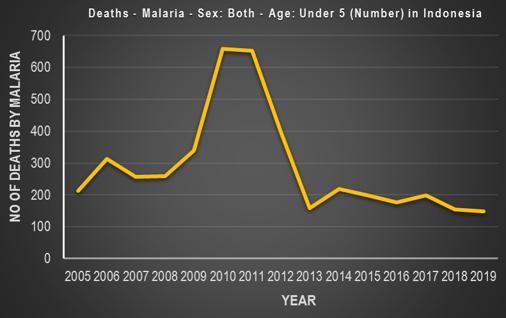 Deaths - Malaria - Sex: Both - Age: Under 5 (Number) in Indonesia
NO OF DEATHS BY MALARIA
700
600
500
400
300
200
100
0
2005 2006 2007 2008 2009 2010 2011 2012 2013 2014 2015 2016 2017 2018 2019
YEAR